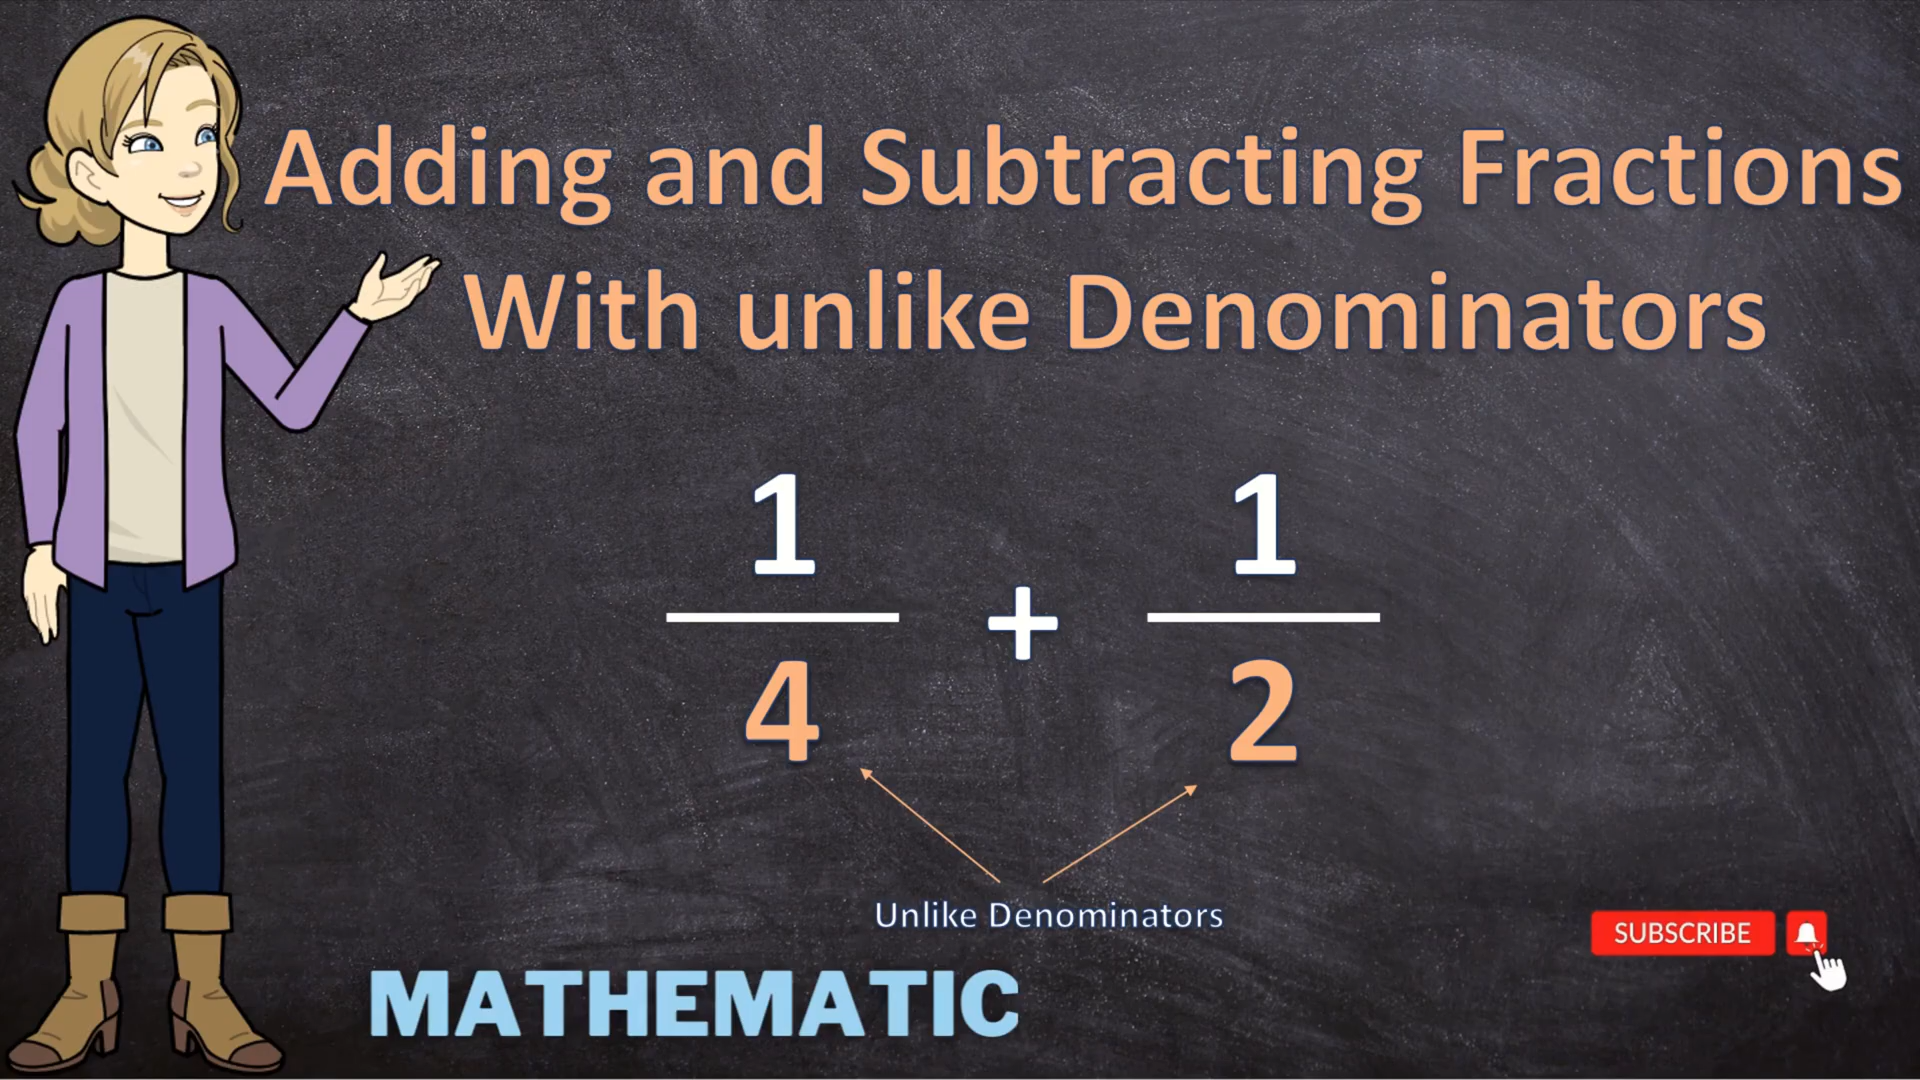 Adding and Subtracting Fractions
With unlike Denominators
1 1
+
4 2
Unlike Denominators
SUBSCRIBE
MATHEMATIC